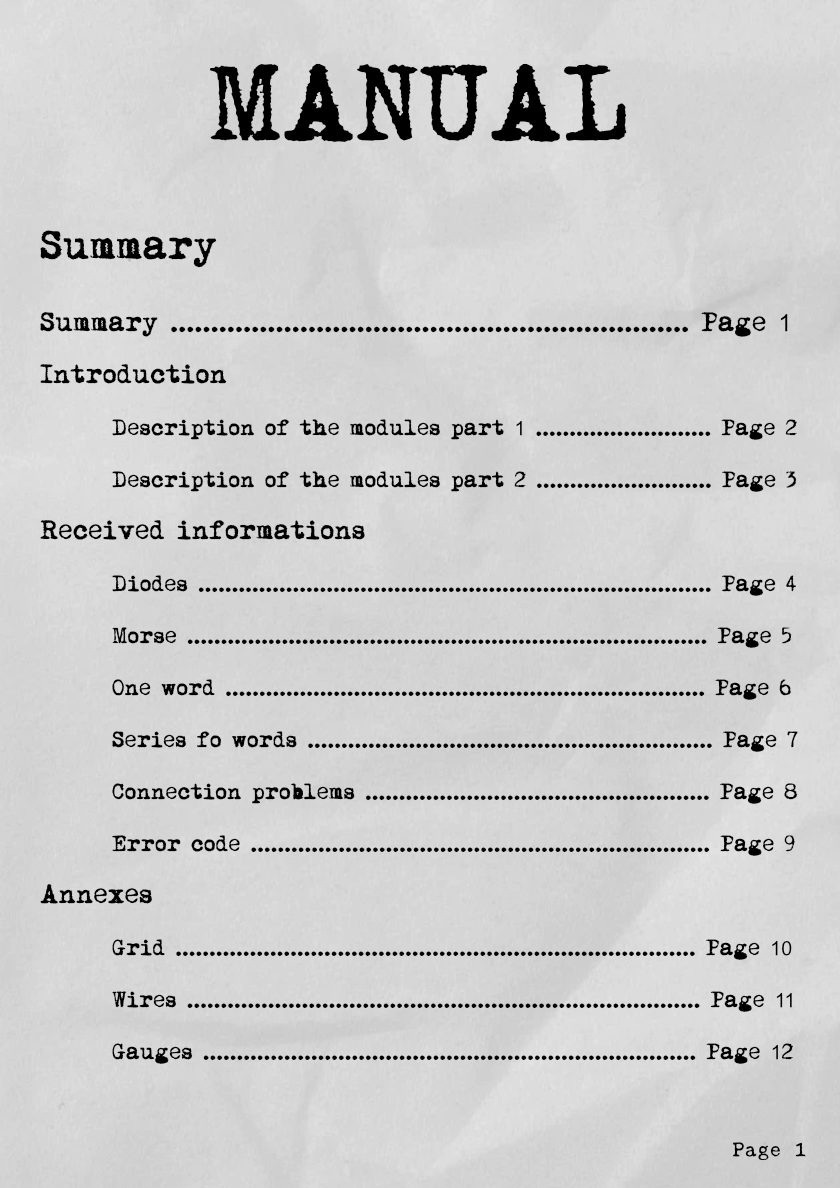 MANUAL
Summary
Summary ................................................................ Page 1
Introduction
Description of the modules part 1 .......................... Page 2
Description of the modules part 2 .......................... Page 3
Received informations
Diodes ............................................................................ Page 4
Morse .............................................................................. Page 5
One word ........................................................................ Page 6
Series fo words ............................................................. Page 7
Connection problems .................................................... Page 8
Error code ..................................................................... Page 9
Annexes
Grid .............................................................................. Page 10
Wires ............................................................................. Page 11
Gauges .......................................................................... Page 12
Page 1